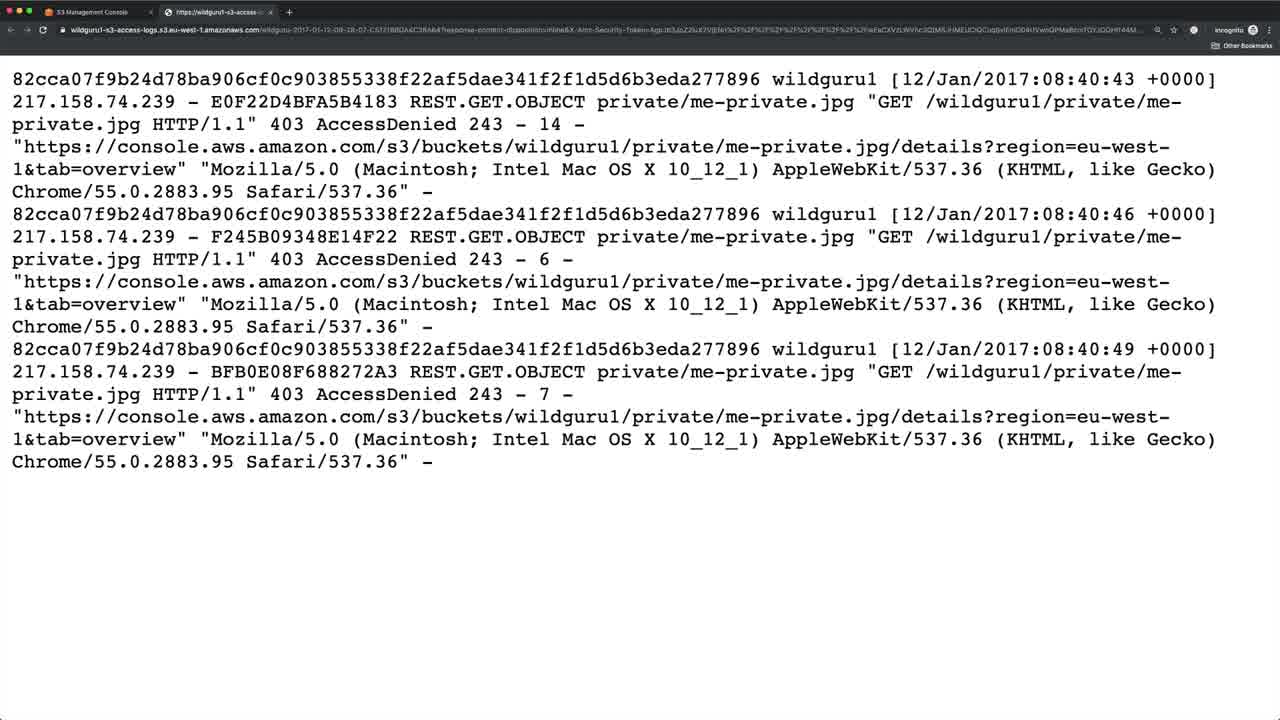 S3 Management Console
https://wildguru1-s3-access-lo
wildguru1-s3-access-logs.s3.eu-west-1.amazonaws.com
Incognito
Other Bookmarks
82cca07f9b24d78ba906cf0c903855338f22af5dae341f2f1d5d6b3eda277896 wildguru1 [12/Jan/2017:08:40:43 +0000]
217.158.74.239 - E0F22D4BFA5B4183 REST.GET.OBJECT private/me-private.jpg "GET /wildguru1/private/me-
private.jpg HTTP/1.1" 403 AccessDenied 243 - 14 -
"https://console.aws.amazon.com/s3/buckets/wildguru1/private/me-private.jpg/details?region=eu-west-
1&tab=overview" "Mozilla/5.0 (Macintosh; Intel Mac OS X 10_12_1) AppleWebKit/537.36 (KHTML, like Gecko)
Chrome/55.0.2883.95 Safari/537.36" -
82cca07f9b24d78ba906cf0c903855338f22af5dae341f2f1d5d6b3eda277896 wildguru1 [12/Jan/2017:08:40:46 +0000]
217.158.74.239 - F245B09348E14F22 REST.GET.OBJECT private/me-private.jpg "GET /wildguru1/private/me-
private.jpg HTTP/1.1" 403 AccessDenied 243 - 6 -
"https://console.aws.amazon.com/s3/buckets/wildguru1/private/me-private.jpg/details?region=eu-west-
1&tab=overview" "Mozilla/5.0 (Macintosh; Intel Mac OS X 10_12_1) AppleWebKit/537.36 (KHTML, like Gecko)
Chrome/55.0.2883.95 Safari/537.36" -
82cca07f9b24d78ba906cf0c903855338f22af5dae341f2f1d5d6b3eda277896 wildguru1 [12/Jan/2017:08:40:49 +0000]
217.158.74.239 - BFB0E08F688272A3 REST.GET.OBJECT private/me-private.jpg "GET /wildguru1/private/me-
private.jpg HTTP/1.1" 403 AccessDenied 243 - 7 -
"https://console.aws.amazon.com/s3/buckets/wildguru1/private/me-private.jpg/details?region=eu-west-
1&tab=overview" "Mozilla/5.0 (Macintosh; Intel Mac OS X 10_12_1) AppleWebKit/537.36 (KHTML, like Gecko)
Chrome/55.0.2883.95 Safari/537.36" -